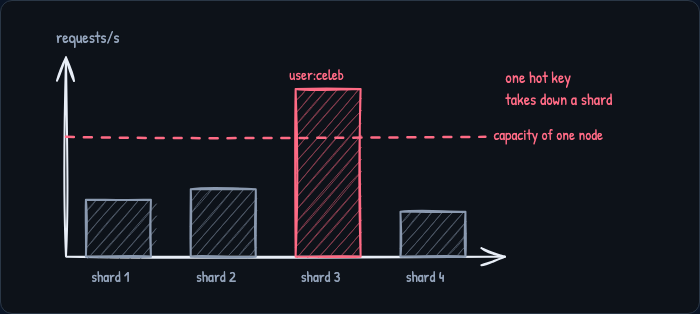 requests/s
user:celeb
one hot key
takes down a shard
capacity of one node
shard 1
shard 2
shard 3
shard 4